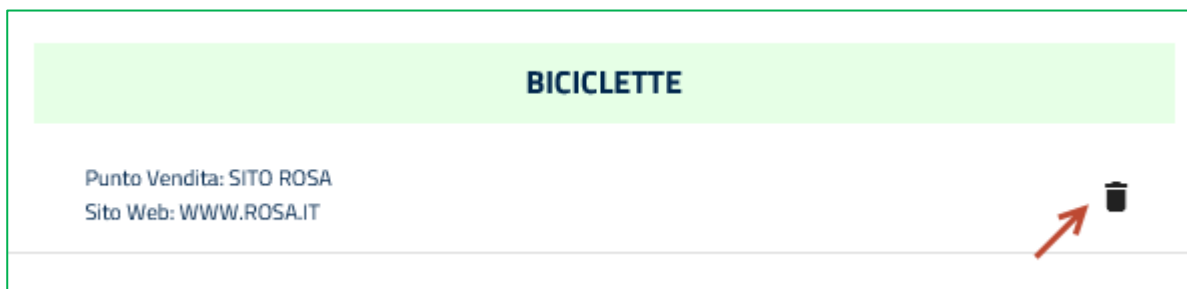 BICICLETTE
Punto Vendita: SITO ROSA
Sito Web: WWW.ROSA.IT